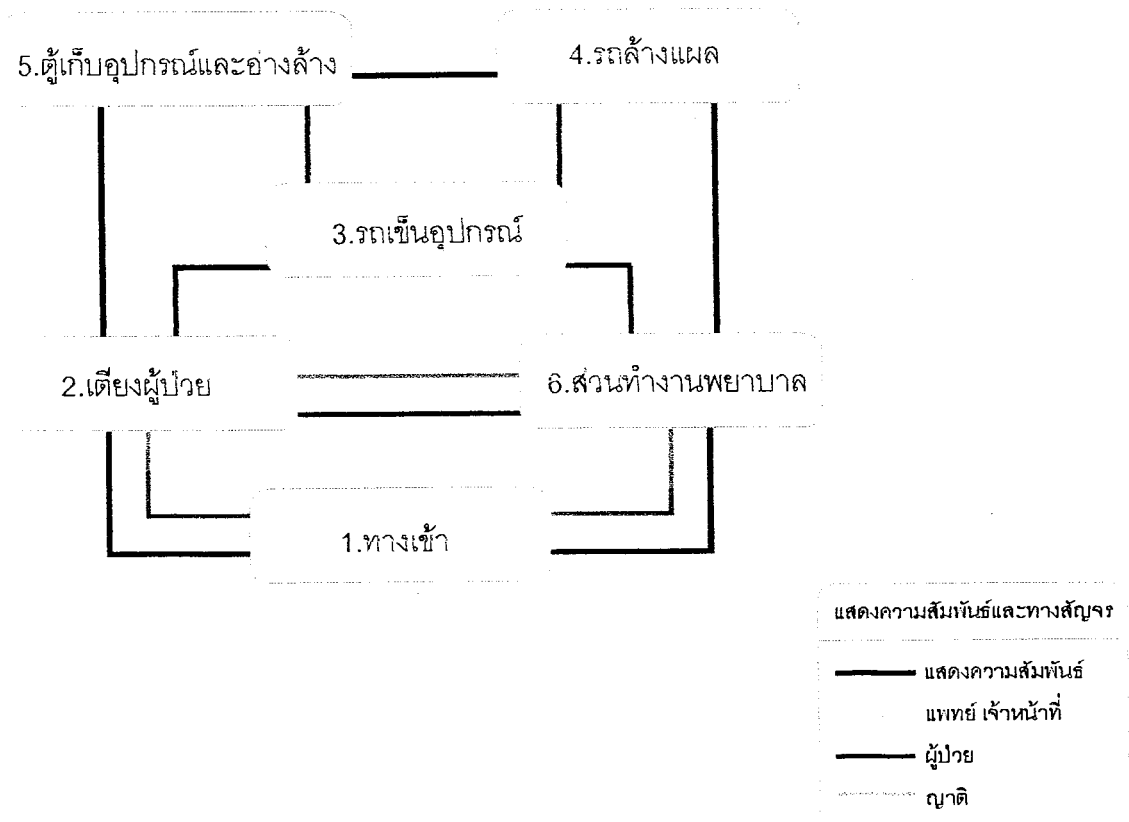 5.ตู้เก็บอุปกรณ์และอ่างล้าง
4.รถล้างแผล
3.รถเข็นอุปกรณ์
2.เตียงผู้ป่วย
6.ส่วนทำงานพยาบาล
1.ทางเข้า
แสดงความสัมพันธ์และทางสัญจร
แสดงความสัมพันธ์
แพทย์ เจ้าหน้าที่
ผู้ป่วย
ญาติ